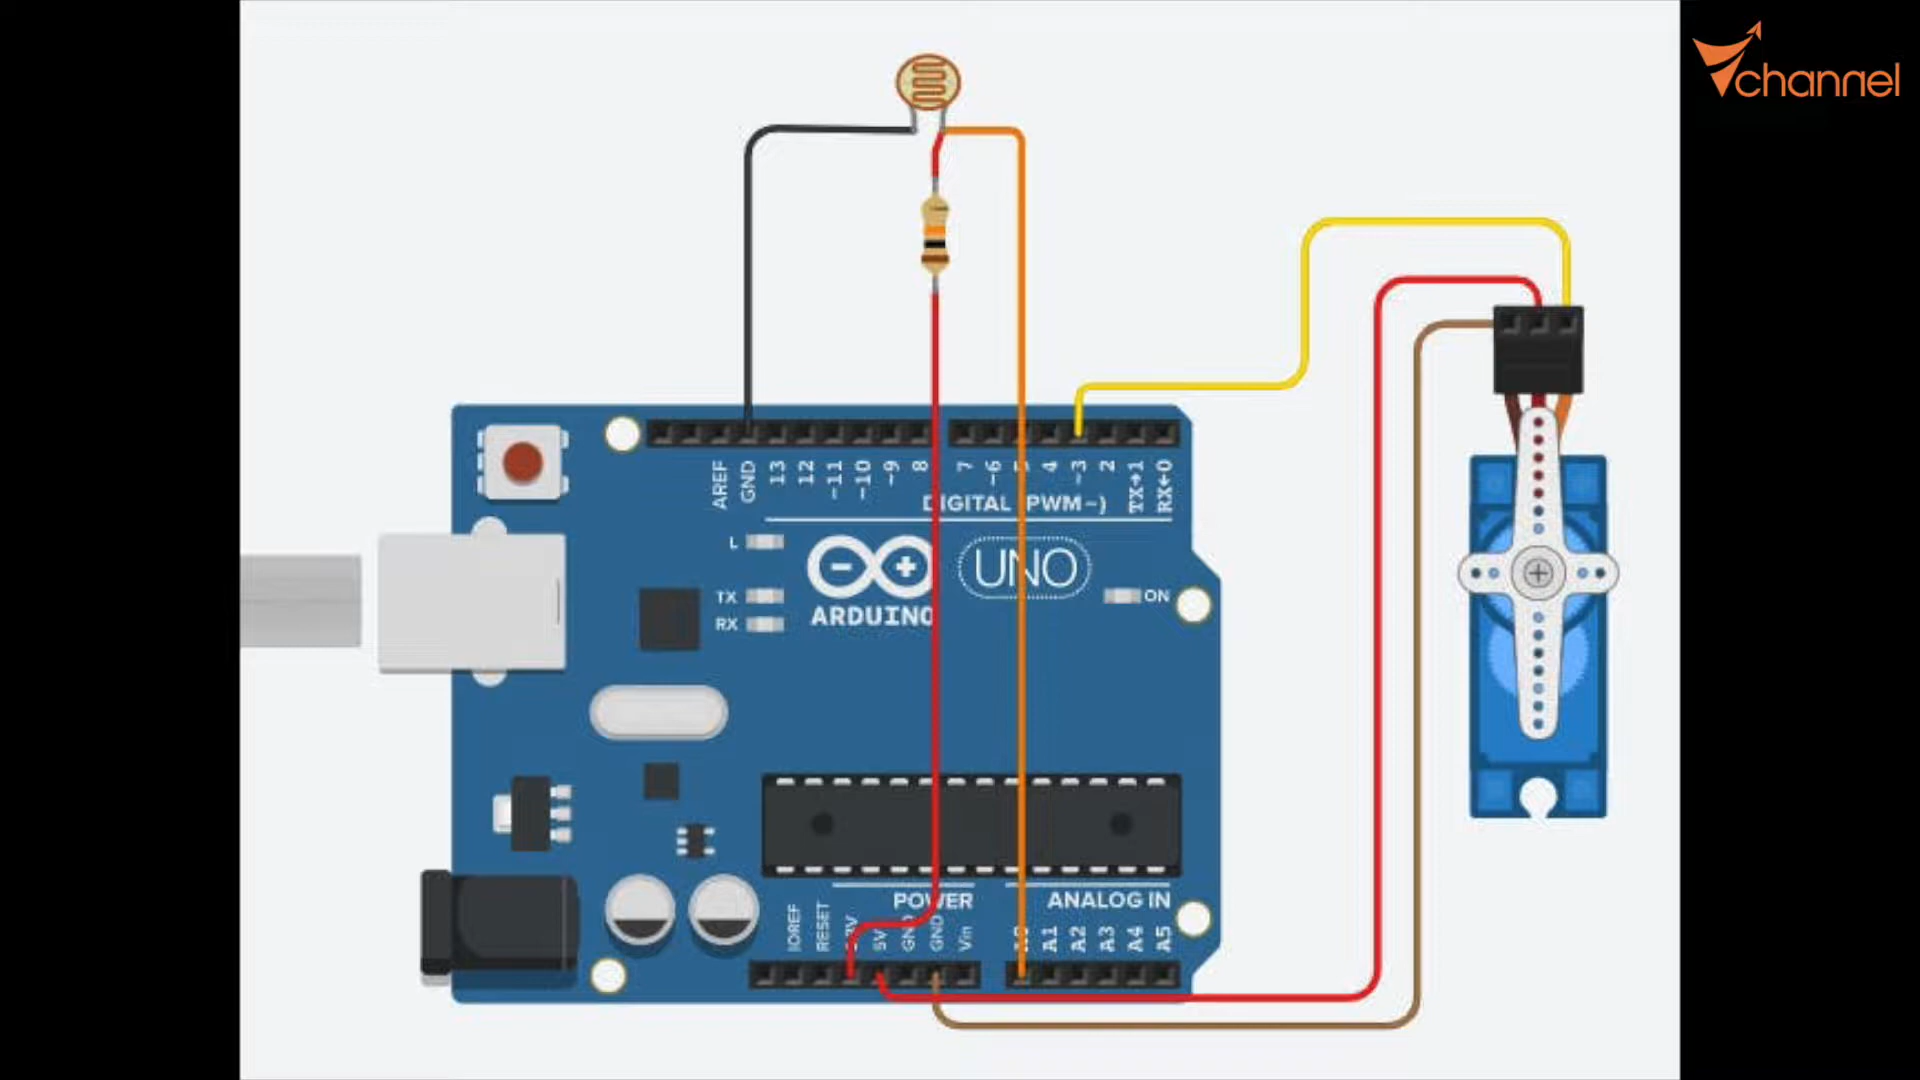 channel
AREF
GND
13
12
~11
~10
~9
8
7
~6
4
~3
2
TX→1
RX←0
DIGITAL (PWM~)
L
TX
RX
ARDUINO
UNO
ON
POWER
ANALOG IN
IOREF
RESET
5V
GND
GND
Vin
A1
A2
A3
A4
A5